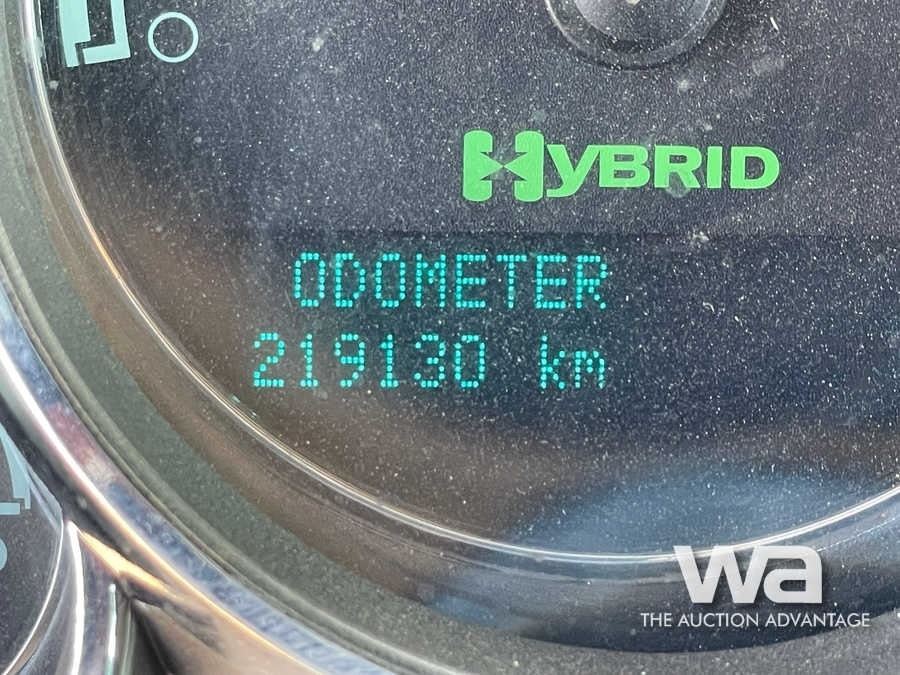 HYBRID
ODOMETER
219130 km
wa
THE AUCTION ADVANTAGE